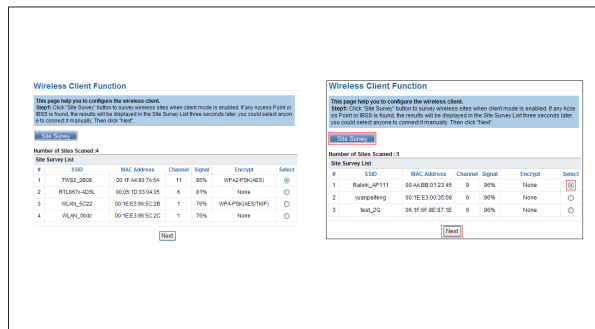 Wireless Client Function
This page help you to configure the wireless client.
Step1: Click "Site Survey" button to survey wireless sites when client mode is enabled. If any Access Point or
IBSS is found, the results will be displayed in the Site Survey List three seconds later, you could select anyon
e to connect it manually. Then click "Next".
Site Survey
Number of Sites Scaned :4
Site Survey List
# SSID MAC Address Channel Signal Encrypt Select
1 TWSZ_2808 00:1F:A4:90:7A:5A 11 86% WPA2-PSK(AES)
2 RTL867x-ADSL 00:05:1D:03:04:05 6 81% None
3 WLAN_5C22 00:1E:E3:96:5C:2B 1 76% WPA-PSK(AES/TKIP)
4 WLAN_0bdc 00:1E:E3:96:5C:2C 1 76% None
Next
Wireless Client Function
This page help you to configure the wireless client.
Step1: Click "Site Survey" button to survey wireless sites when client mode is enabled. If any Acce
ss Point or IBSS is found, the results will be displayed in the Site Survey List three seconds later,
you could select anyone to connect it manually. Then click "Next".
Site Survey
Number of Sites Scaned : 3
Site Survey List
# SSID MAC Address Channel Signal Encrypt Select
1 Ralink_AP111 00:AA:BB:01:23:45 9 96% None
2 yuanpeifeng 00:1E:E3:00:35:08 6 96% None
3 test_2G 06:1F:6F:8E:87:1E 6 96% None
Next